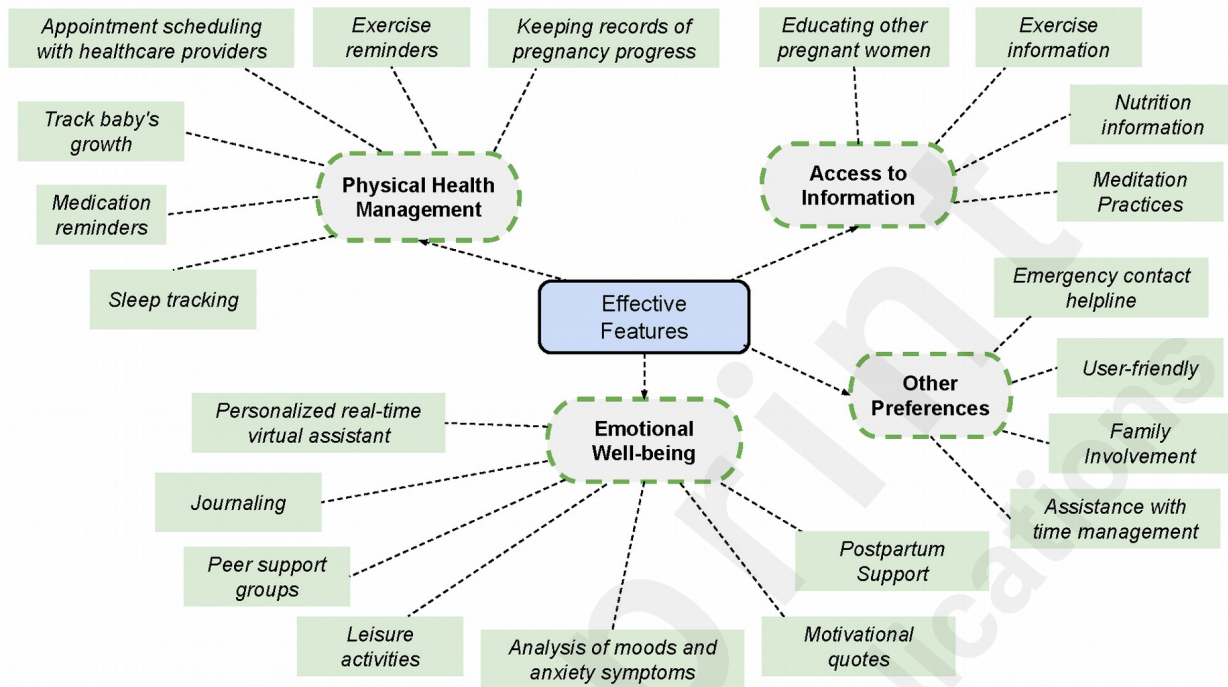 Appointment scheduling
with healthcare providers
Exercise
reminders
Keeping records of
pregnancy progress
Track baby's
growth
Medication
reminders
Sleep tracking
Physical Health
Management
Educating other
pregnant women
Exercise
information
Nutrition
information
Meditation
Practices
Access to
Information
Effective
Features
Emergency contact
helpline
User-friendly
Family
Involvement
Assistance with
time management
Other
Preferences
Personalized real-time
virtual assistant
Emotional
Well-being
Journaling
Peer support
groups
Leisure
activities
Analysis of moods and
anxiety symptoms
Motivational
quotes
Postpartum
Support
print
ications